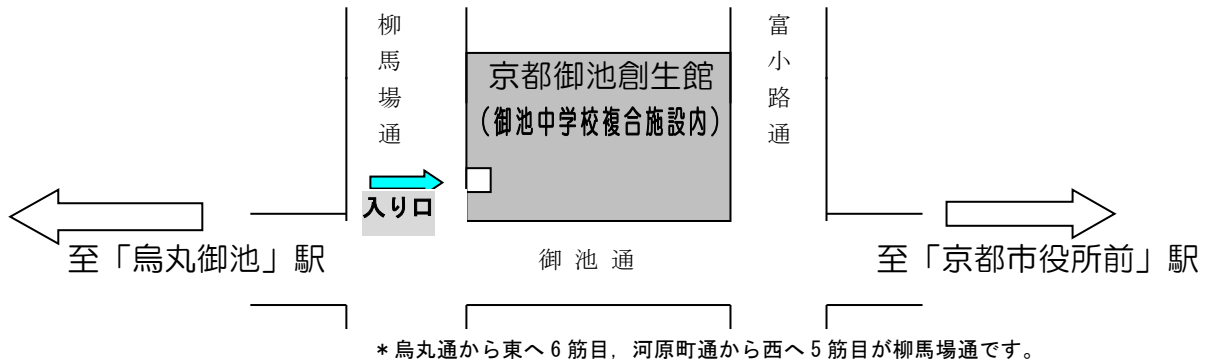 柳馬場通
富小路通
京都御池創生館
（御池中学校複合施設内）
入り口
至「烏丸御池」駅
御池通
至「京都市役所前」駅
＊烏丸通から東へ６筋目，河原町通から西へ５筋目が柳馬場通です。